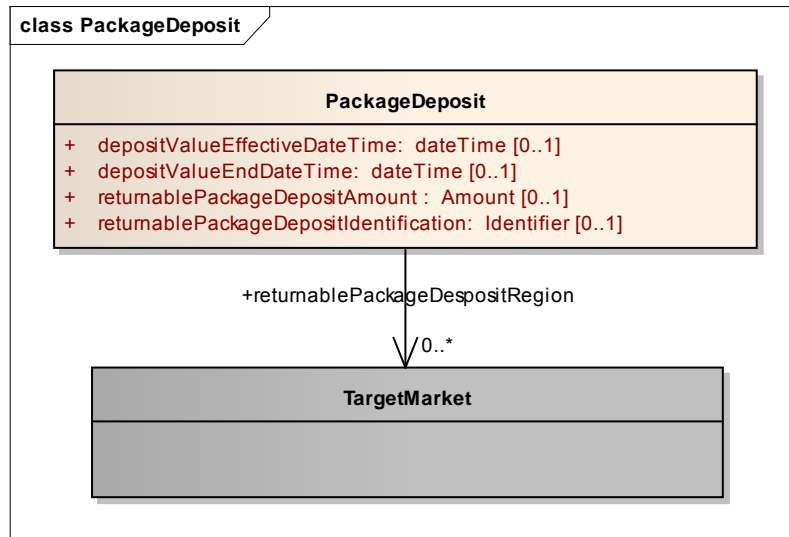 class PackageDeposit
PackageDeposit
+ depositValueEffectiveDateTime: dateTime [0..1]
+ depositValueEndDateTime: dateTime [0..1]
+ returnablePackageDepositAmount : Amount [0..1]
+ returnablePackageDepositIdentification: Identifier [0..1]
+returnablePackageDespositRegion
0..*
TargetMarket